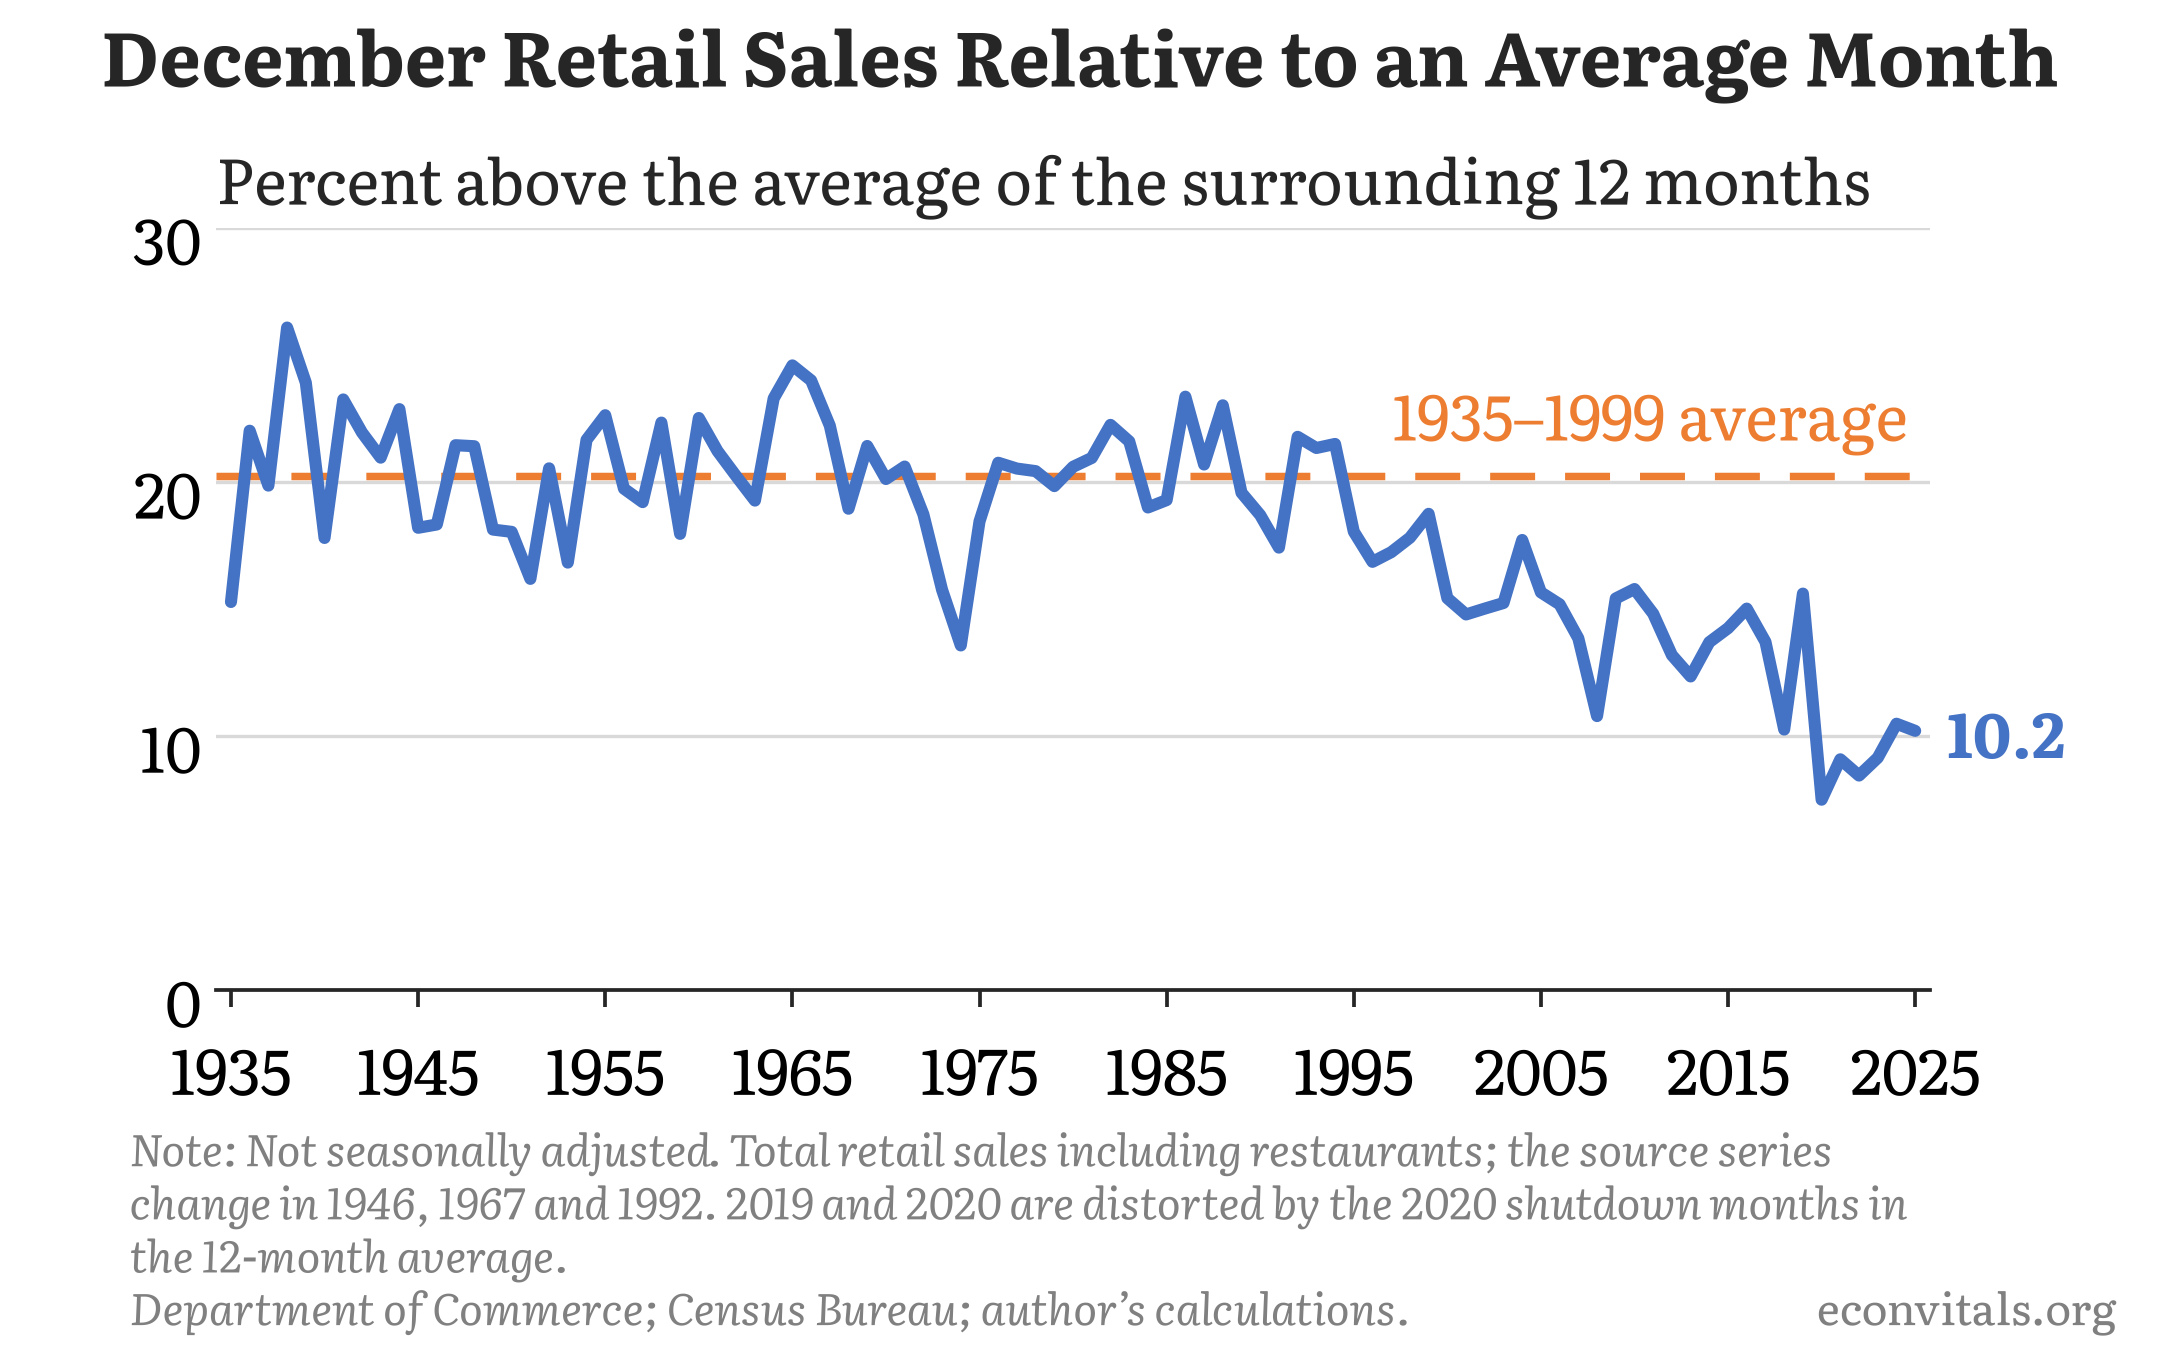 December Retail Sales Relative to an Average Month
Percent above the average of the surrounding 12 months
30
20
10
0
1935–1999 average
10.2
1935 1945 1955 1965 1975 1985 1995 2005 2015 2025
Note: Not seasonally adjusted. Total retail sales including restaurants; the source series
change in 1946, 1967 and 1992. 2019 and 2020 are distorted by the 2020 shutdown months in
the 12-month average.
Department of Commerce; Census Bureau; author’s calculations.
econvitals.org